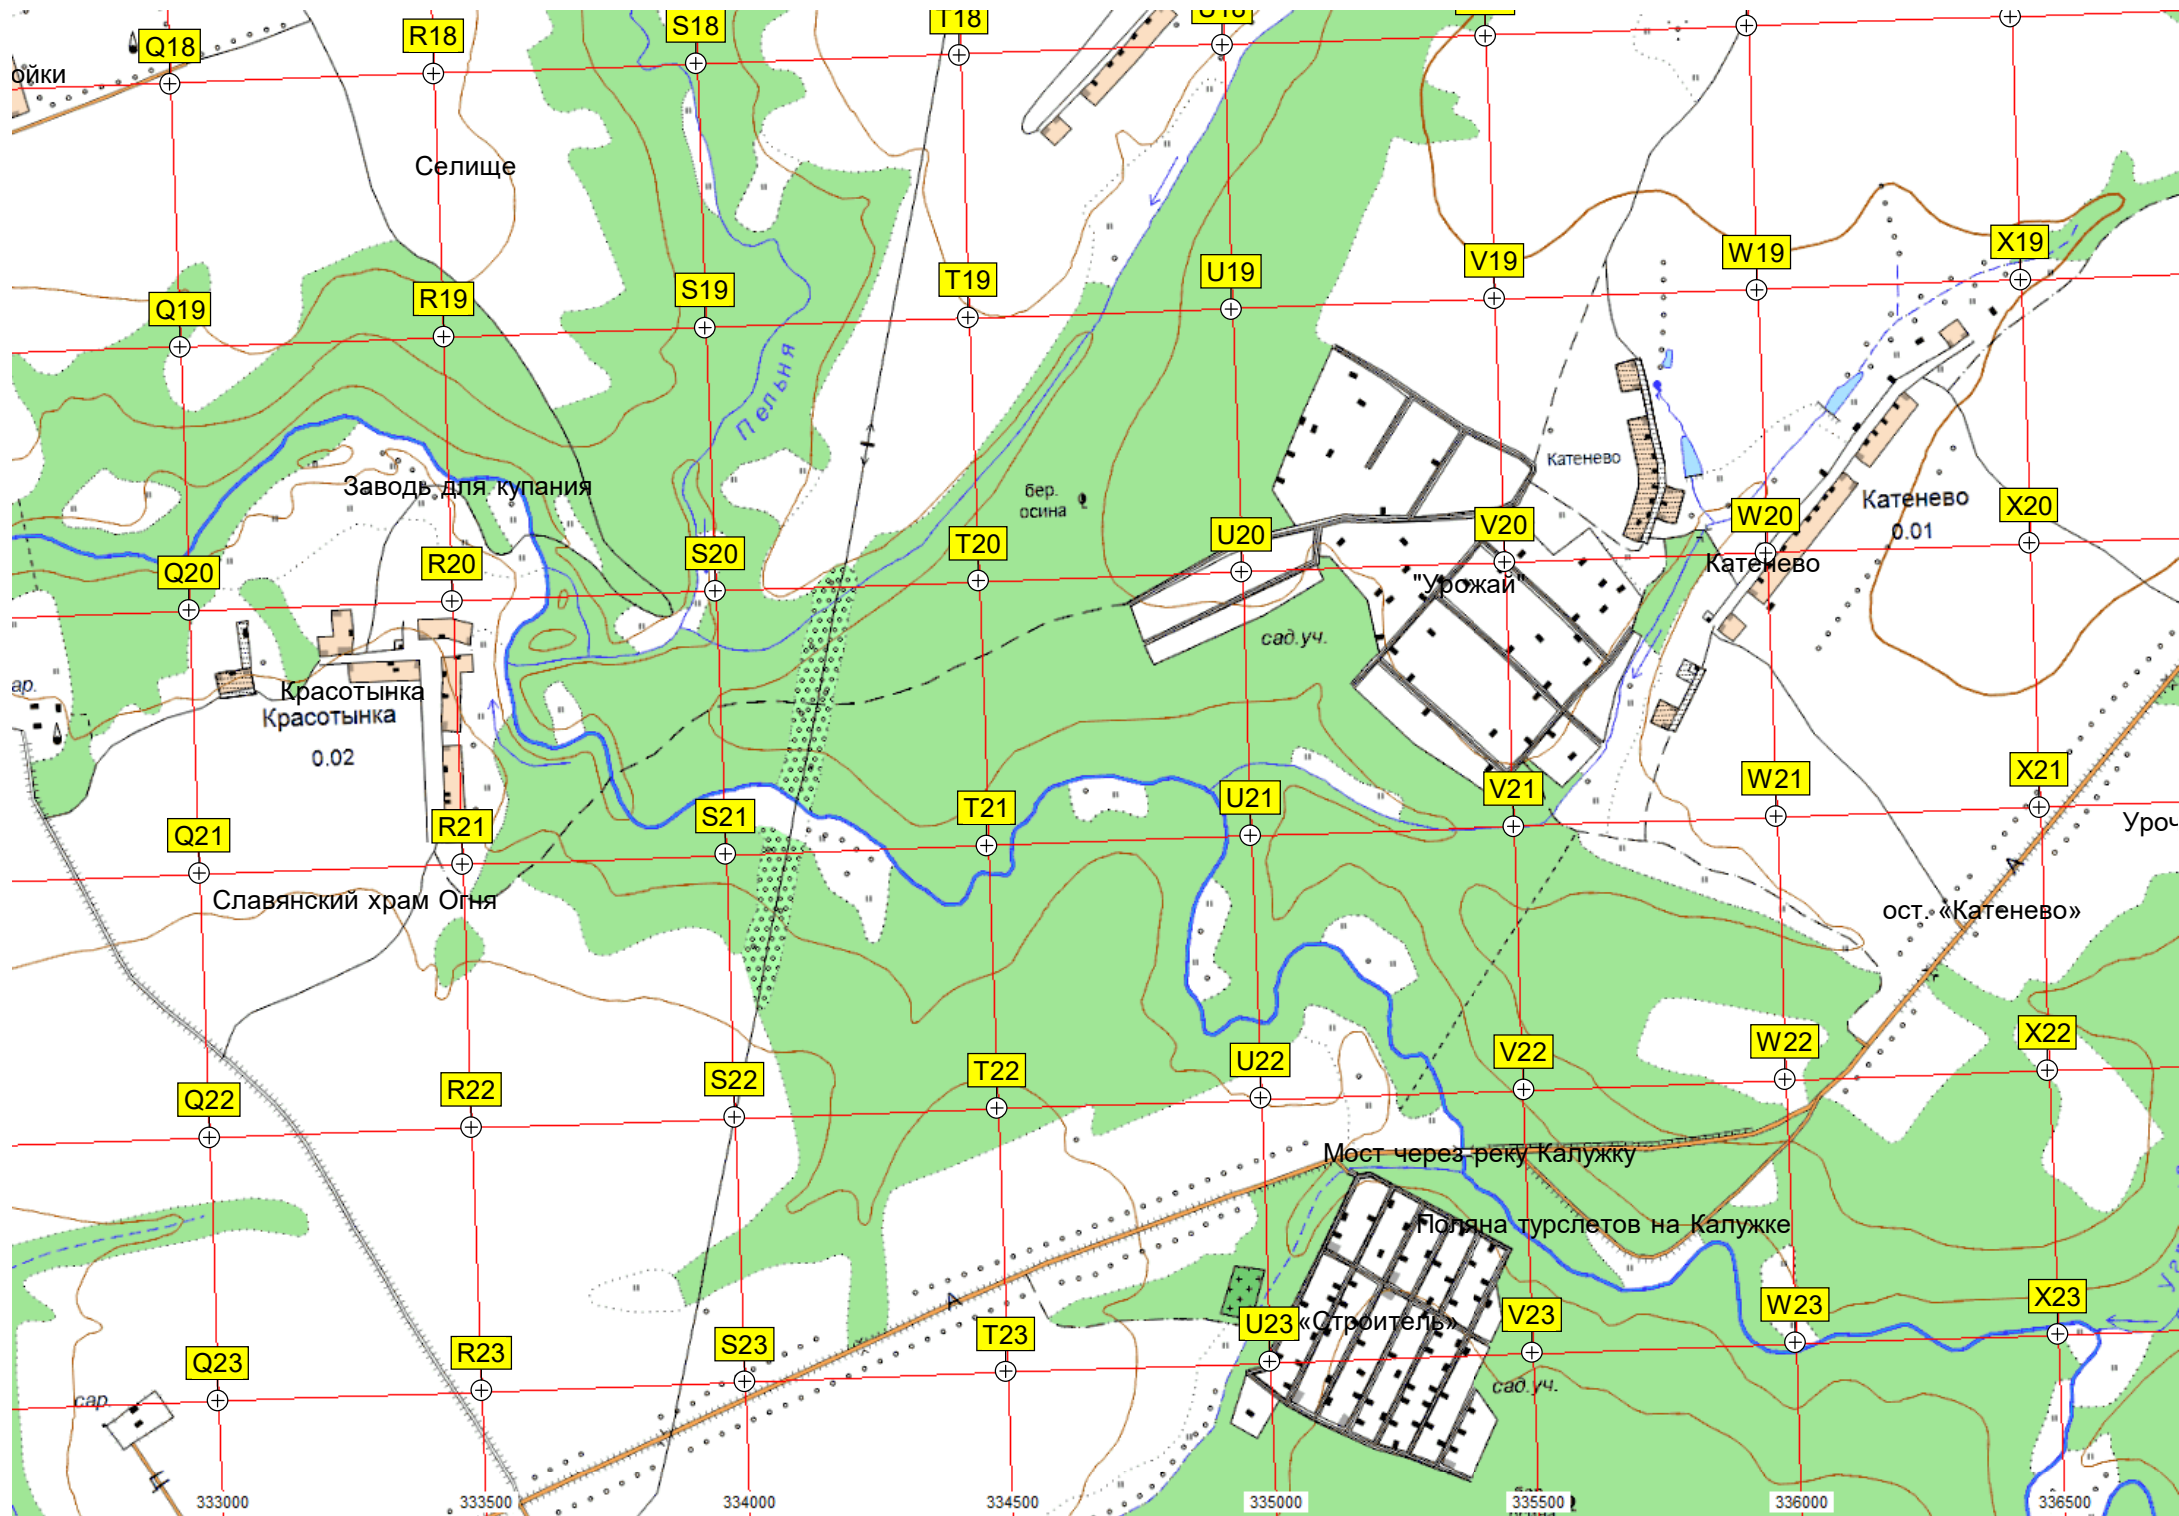 Q18
R18
S18
T18
U18
ойки
Селище
Q19
R19
S19
T19
U19
V19
W19
X19
Пельня
Заводь для купания
бер.
осина
Катенево
Катенево
0.01
Q20
R20
S20
T20
U20
V20
W20
X20
Катенево
"Урожай"
сад.уч.
ар.
Красотынка
Красотынка
0.02
Q21
R21
S21
T21
U21
V21
W21
X21
Уроч
А
Славянский храм Огня
ост. «Катенево»
Q22
R22
S22
T22
U22
V22
W22
X22
Мост через реку Калужку
Поляна турслетов на Калужке
А
Q23
R23
S23
T23
U23
«Строитель»
V23
W23
X23
сар.
сад.уч.
333000
333500
334000
334500
335000
335500
336000
336500